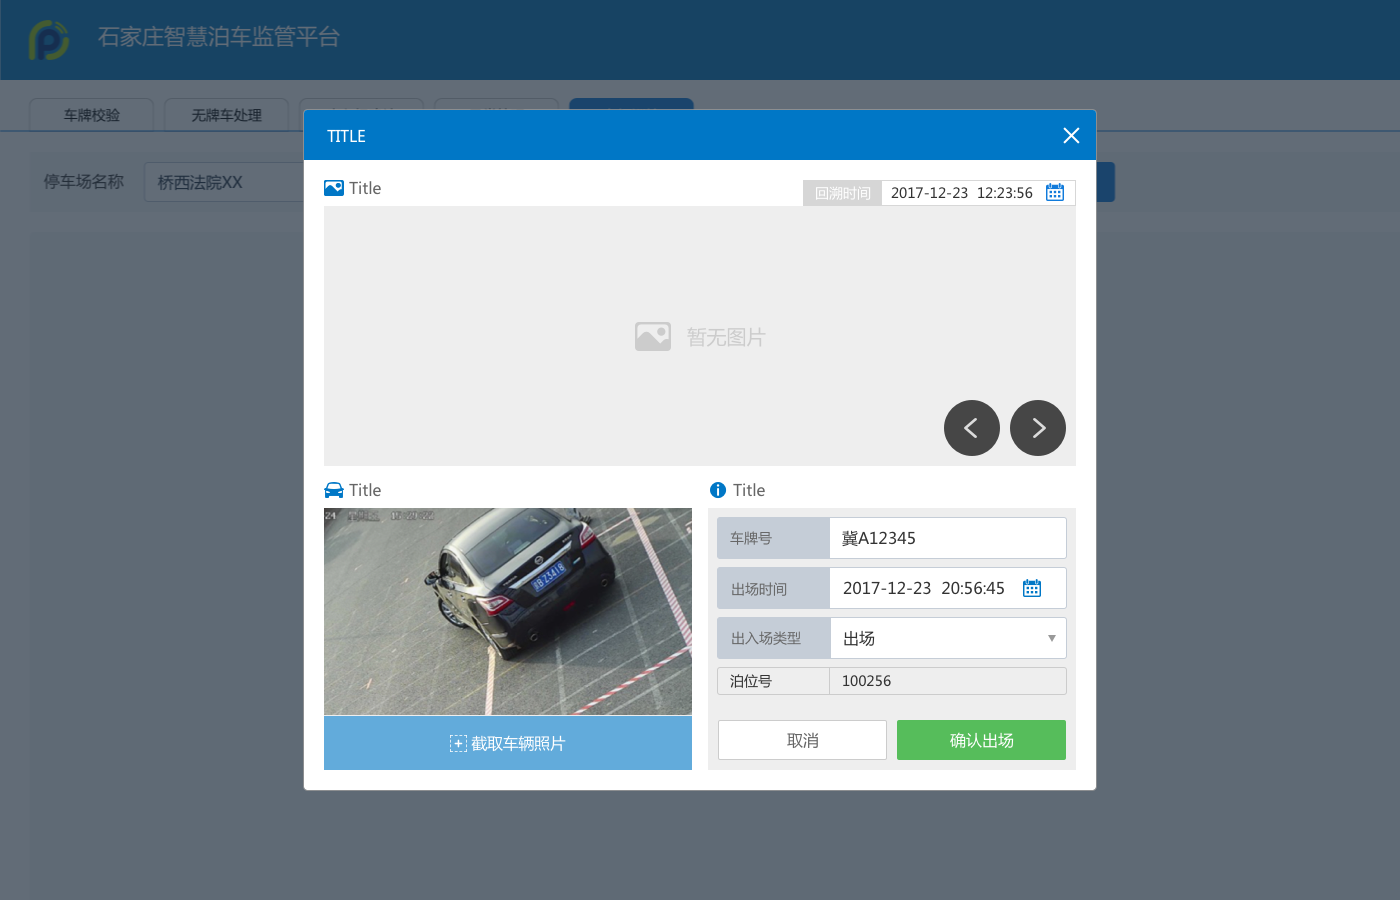 石家庄智慧泊车监管平台
车牌校验
无牌车处理
停车场名称
桥西法院XX
TITLE
Title
回溯时间
2017-12-23 12:23:56
暂无图片
Title
24
Title
车牌号
冀A12345
出场时间
2017-12-23 20:56:45
出入场类型
出场
泊位号
100256
截取车辆照片
取消
确认出场